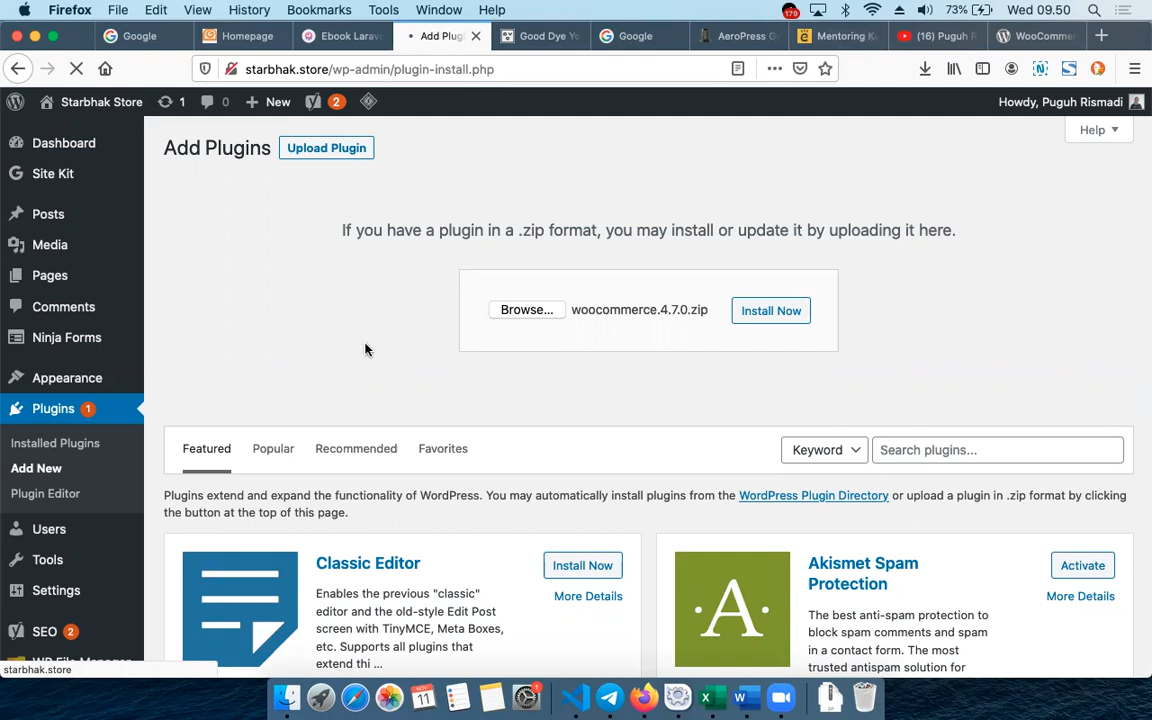 Firefox File Edit View History Bookmarks Tools Window Help 179 73% Wed 09.50
Google Homepage Ebook Larav Add Plug Good Dye Yo Google AeroPress G Mentoring K (16) Puguh R WooComme
starbhak.store/wp-admin/plugin-install.php
Starbhak Store 1 0 New 2 Howdy, Puguh Rismadi
Help
Add Plugins Upload Plugin
Dashboard
Site Kit
Posts
Media
Pages
Comments
Ninja Forms
Appearance
Plugins 1
Installed Plugins
Add New
Plugin Editor
Users
Tools
Settings
SEO 2
WP File Manager
starbhak.store
If you have a plugin in a .zip format, you may install or update it by uploading it here.
Browse... woocommerce.4.7.0.zip Install Now
Featured Popular Recommended Favorites Keyword Search plugins...
Plugins extend and expand the functionality of WordPress. You may automatically install plugins from the WordPress Plugin Directory or upload a plugin in .zip format by clicking
the button at the top of this page.
Classic Editor
Install Now
More Details
Enables the previous "classic"
editor and the old-style Edit Post
screen with TinyMCE, Meta Boxes,
etc. Supports all plugins that
extend thi ...
A
Akismet Spam
Protection
Activate
More Details
The best anti-spam protection to
block spam comments and spam
in a contact form. The most
trusted antispam solution for
NOV
11
1